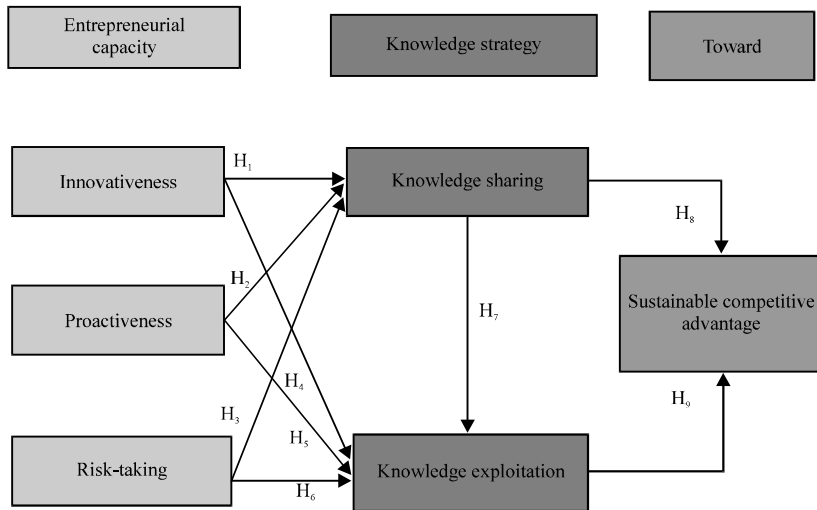 Entrepreneurial
capacity
Knowledge strategy
Toward
Innovativeness
H₁
Knowledge sharing
H₈
H₂
Proactiveness
H₇
Sustainable competitive
advantage
H₄
H₃
H₅
H₉
Risk-taking
H₆
Knowledge exploitation